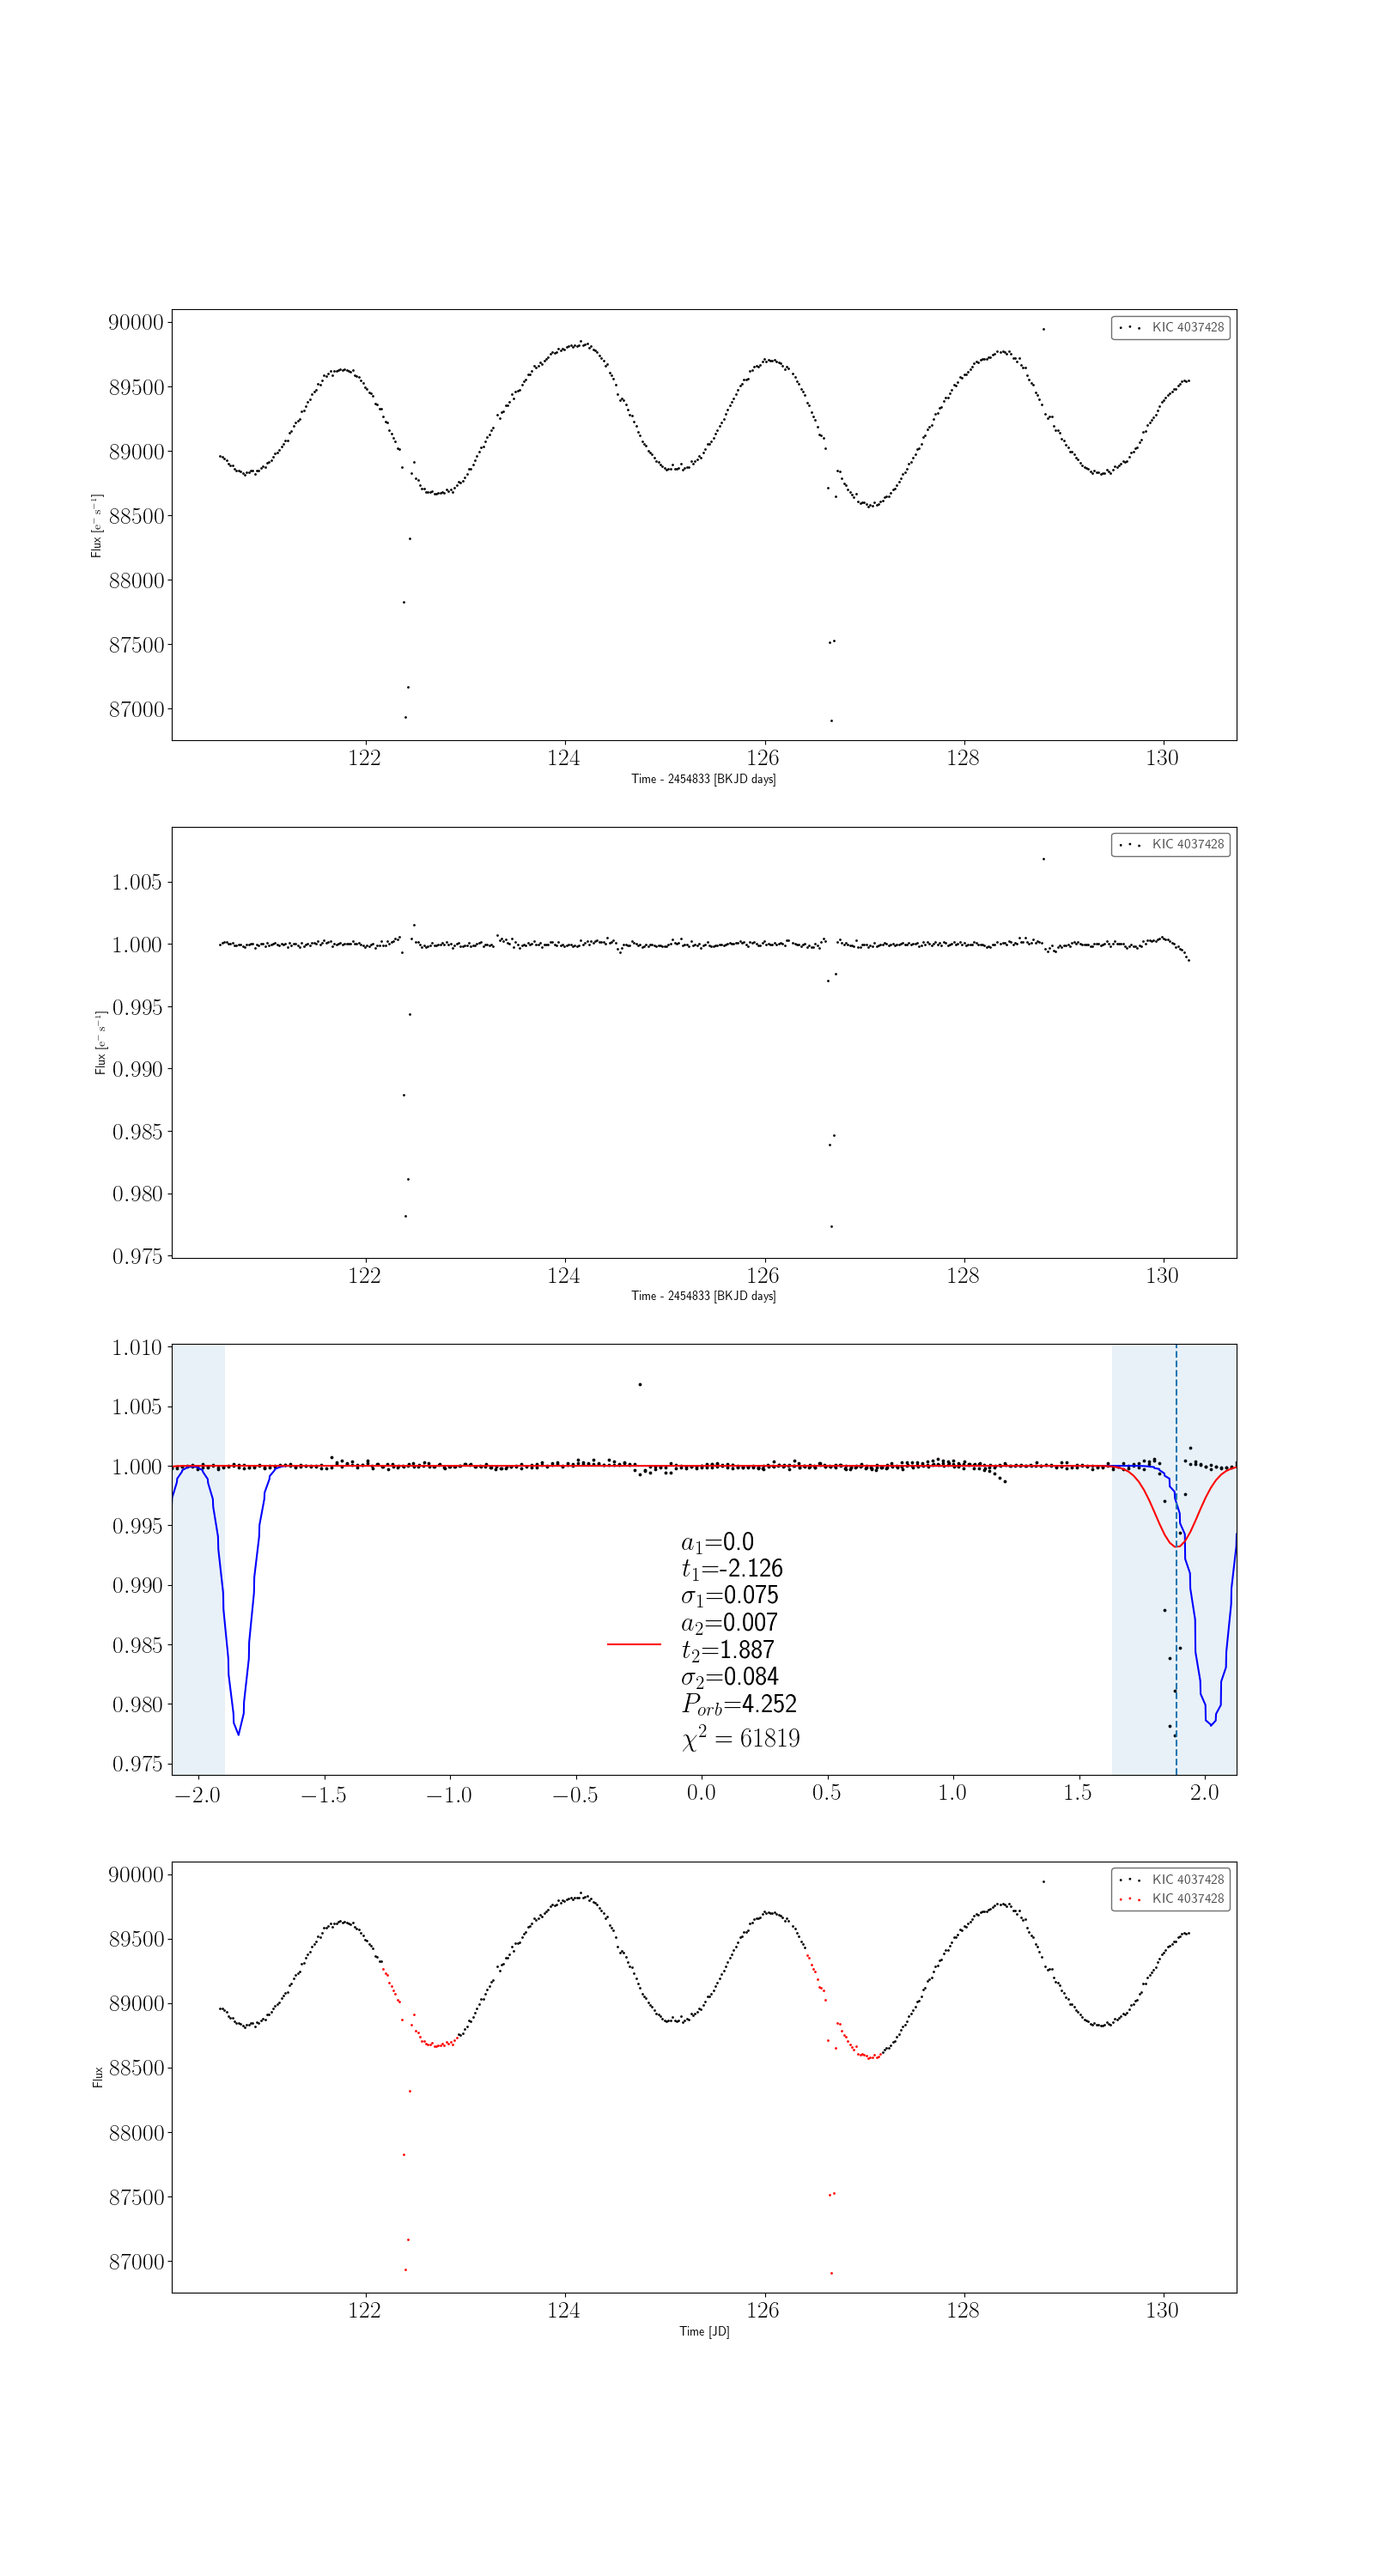 90000
89500
89000
88500
88000
87500
87000
Flux [e⁻ s⁻¹]
KIC 4037428
122 124 126 128 130
Time - 2454833 [BKJD days]
1.005
1.000
0.995
0.990
0.985
0.980
0.975
Flux [e⁻ s⁻¹]
KIC 4037428
122 124 126 128 130
Time - 2454833 [BKJD days]
1.010
1.005
1.000
0.995
0.990
0.985
0.980
0.975
a₁=0.0
t₁=-2.126
σ₁=0.075
a₂=0.007
t₂=1.887
σ₂=0.084
P_orb=4.252
χ² = 61819
−2.0 −1.5 −1.0 −0.5 0.0 0.5 1.0 1.5 2.0
90000
89500
89000
88500
88000
87500
87000
Flux
KIC 4037428
KIC 4037428
122 124 126 128 130
Time [JD]